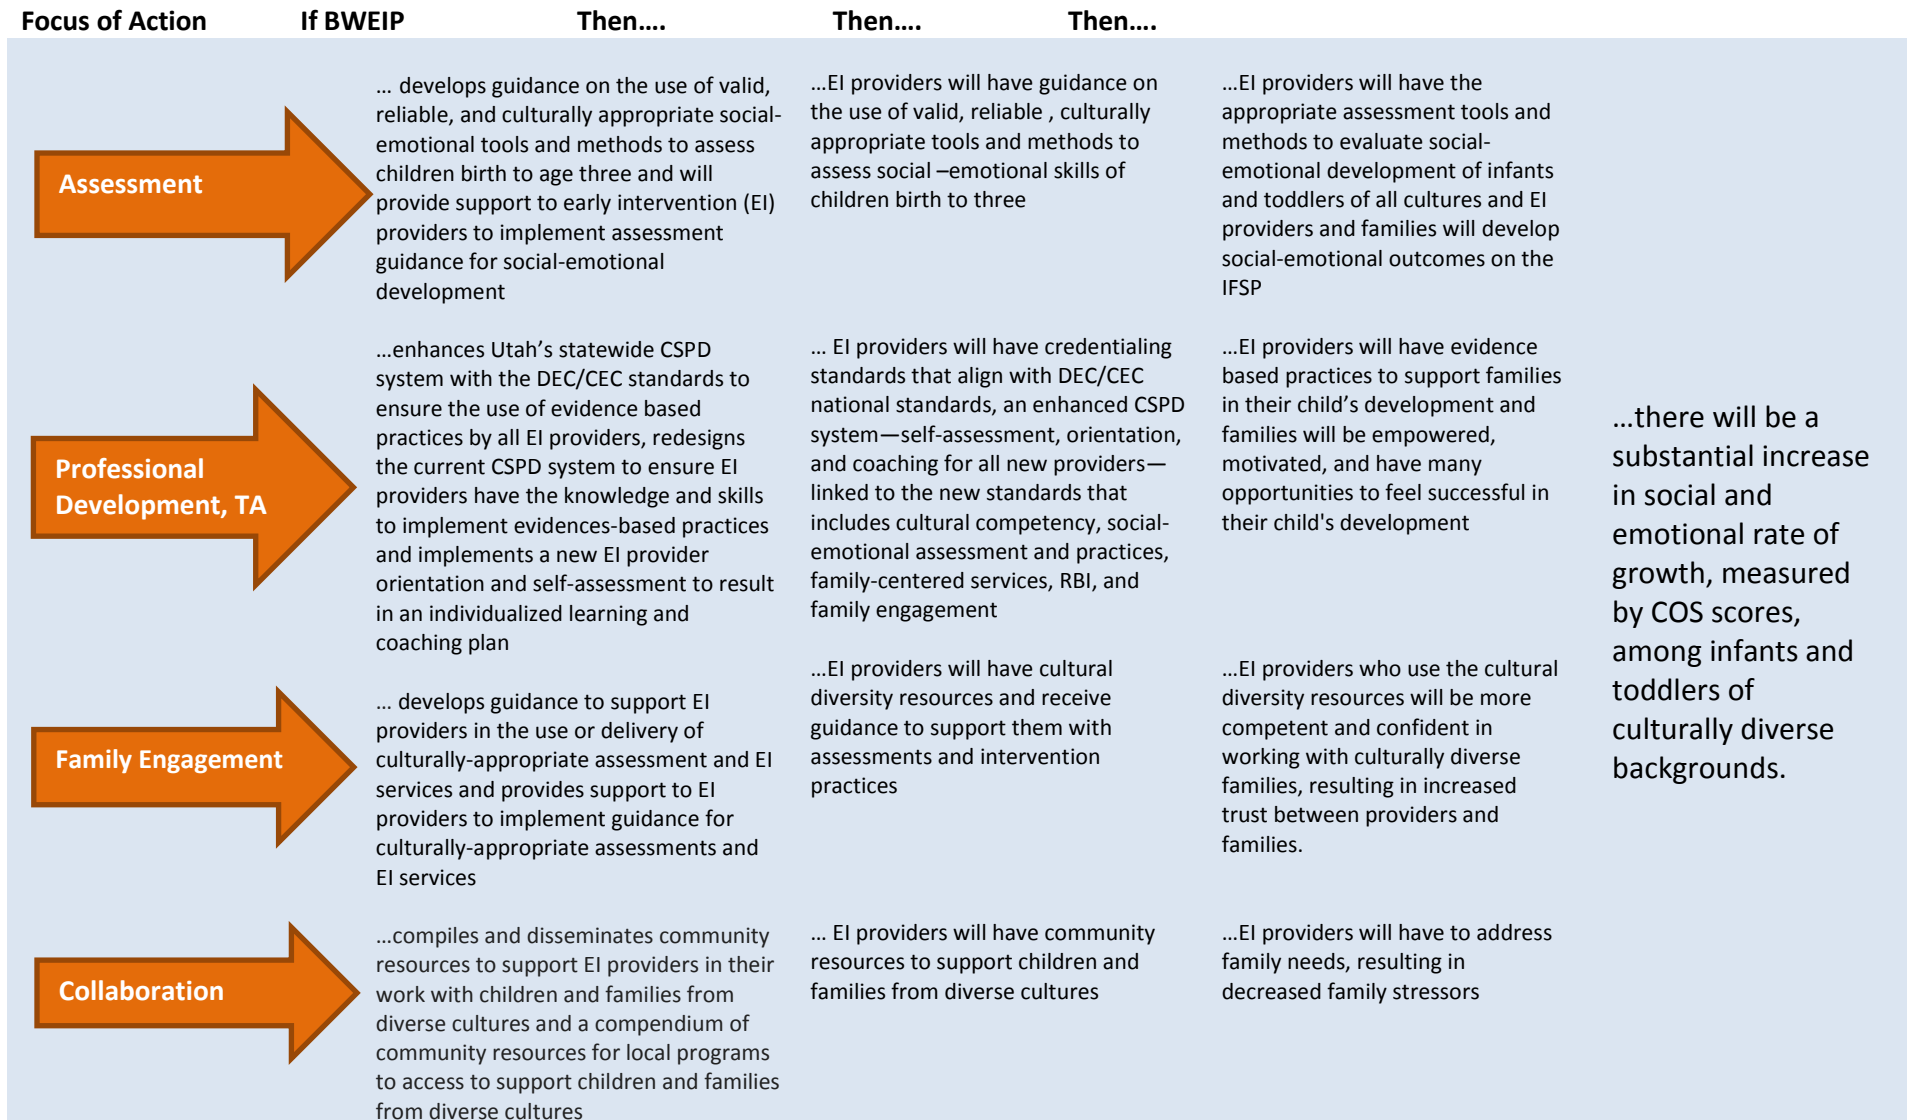 Focus of Action If BWEIP Then.... Then.... Then....
Assessment
... develops guidance on the use of valid,
reliable, and culturally appropriate social-
emotional tools and methods to assess
children birth to age three and will
provide support to early intervention (EI)
providers to implement assessment
guidance for social-emotional
development
...EI providers will have guidance on
the use of valid, reliable , culturally
appropriate tools and methods to
assess social –emotional skills of
children birth to three
...EI providers will have the
appropriate assessment tools and
methods to evaluate social-
emotional development of infants
and toddlers of all cultures and EI
providers and families will develop
social-emotional outcomes on the
IFSP
Professional
Development, TA
...enhances Utah’s statewide CSPD
system with the DEC/CEC standards to
ensure the use of evidence based
practices by all EI providers, redesigns
the current CSPD system to ensure EI
providers have the knowledge and skills
to implement evidences-based practices
and implements a new EI provider
orientation and self-assessment to result
in an individualized learning and
coaching plan
... EI providers will have credentialing
standards that align with DEC/CEC
national standards, an enhanced CSPD
system—self-assessment, orientation,
and coaching for all new providers—
linked to the new standards that
includes cultural competency, social-
emotional assessment and practices,
family-centered services, RBI, and
family engagement
...EI providers will have evidence
based practices to support families
in their child’s development and
families will be empowered,
motivated, and have many
opportunities to feel successful in
their child's development
Family Engagement
... develops guidance to support EI
providers in the use or delivery of
culturally-appropriate assessment and EI
services and provides support to EI
providers to implement guidance for
culturally-appropriate assessments and
EI services
...EI providers will have cultural
diversity resources and receive
guidance to support them with
assessments and intervention
practices
...EI providers who use the cultural
diversity resources will be more
competent and confident in
working with culturally diverse
families, resulting in increased
trust between providers and
families.
Collaboration
...compiles and disseminates community
resources to support EI providers in their
work with children and families from
diverse cultures and a compendium of
community resources for local programs
to access to support children and families
from diverse cultures
... EI providers will have community
resources to support children and
families from diverse cultures
...EI providers will have to address
family needs, resulting in
decreased family stressors
...there will be a
substantial increase
in social and
emotional rate of
growth, measured
by COS scores,
among infants and
toddlers of
culturally diverse
backgrounds.